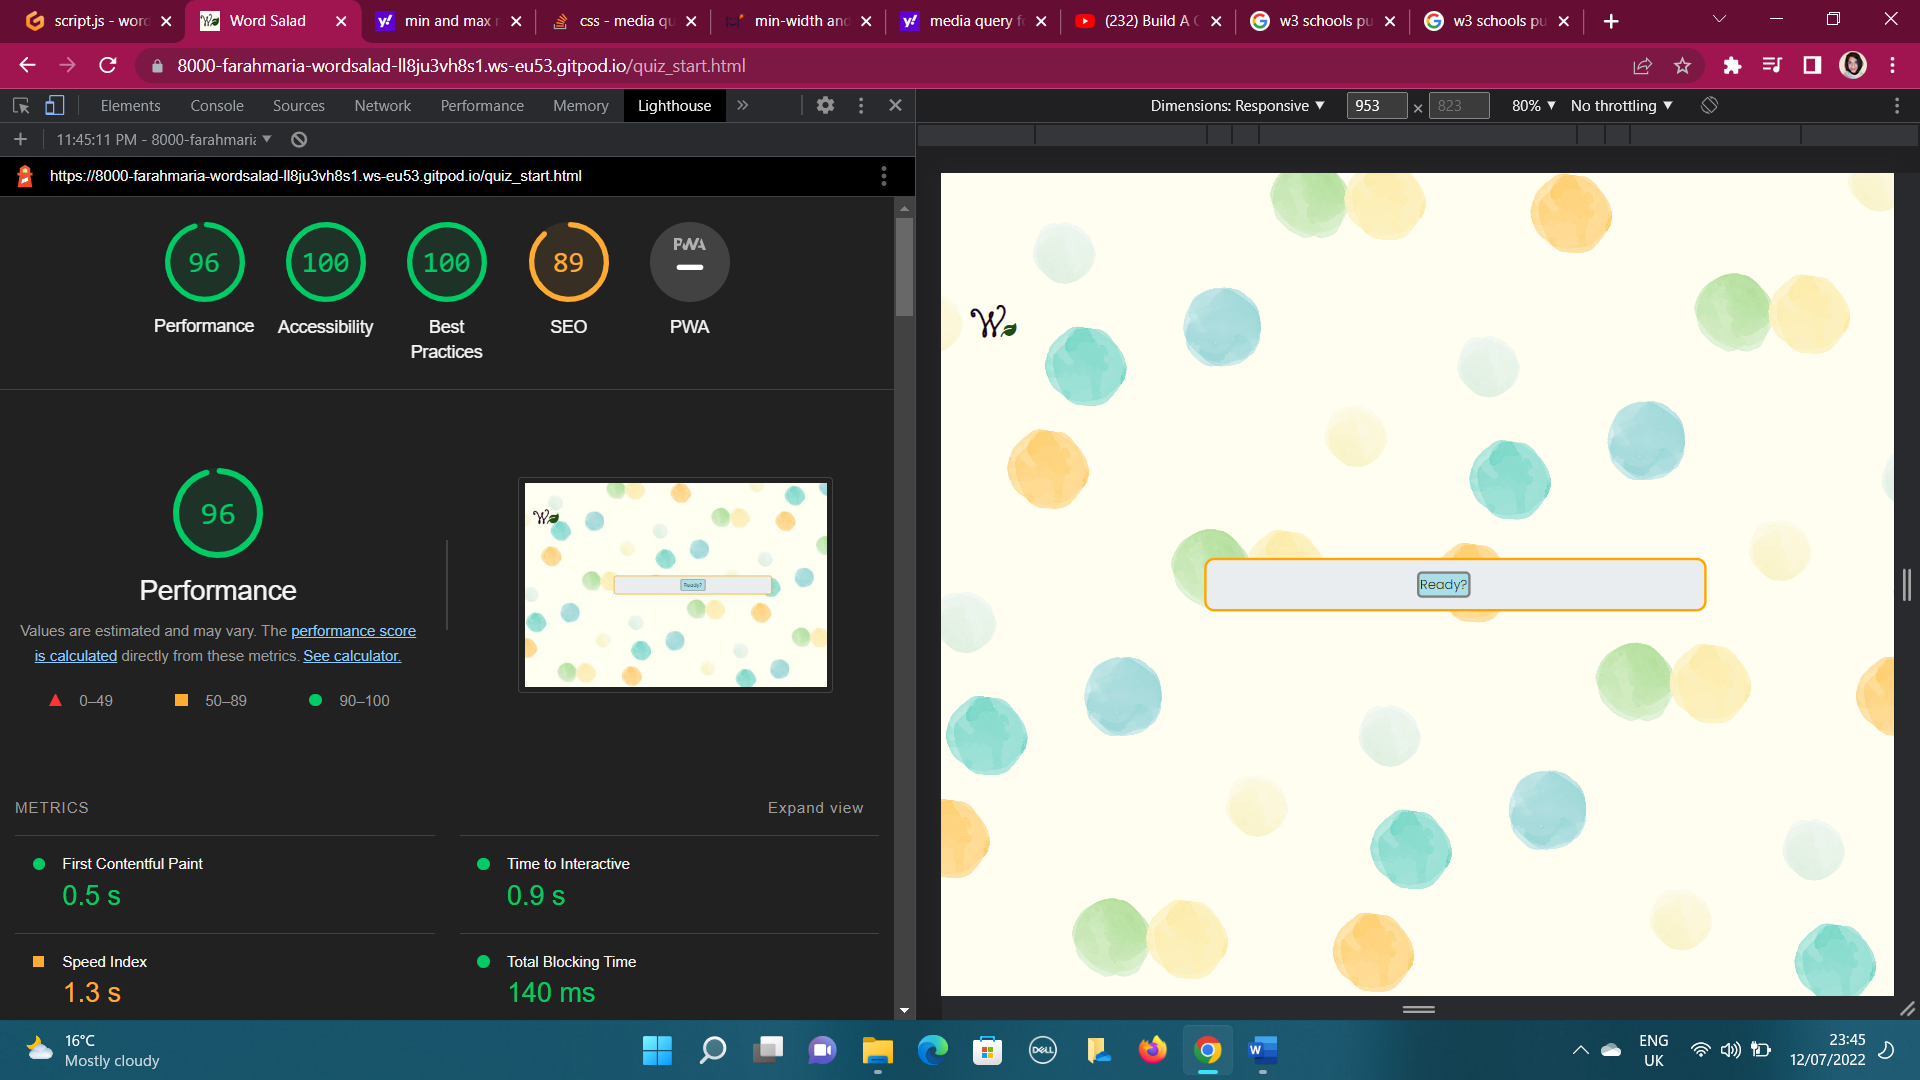 script.js - word
Word Salad
min and max r
css - media qu
min-width and
media query fo
(232) Build A C
w3 schools pu
w3 schools pu
8000-farahmaria-wordsalad-ll8ju3vh8s1.ws-eu53.gitpod.io/quiz_start.html
Elements Console Sources Network Performance Memory Lighthouse
Dimensions: Responsive 953 × 823 80% No throttling
11:45:11 PM - 8000-farahmaria
https://8000-farahmaria-wordsalad-ll8ju3vh8s1.ws-eu53.gitpod.io/quiz_start.html
96 100 100 89 PWA
Performance Accessibility Best Practices SEO PWA
W
96
Performance
Values are estimated and may vary. The performance score
is calculated directly from these metrics. See calculator.
0–49 50–89 90–100
W
Ready?
Ready?
METRICS
Expand view
First Contentful Paint
0.5 s
Time to Interactive
0.9 s
Speed Index
1.3 s
Total Blocking Time
140 ms
16°C
Mostly cloudy
DELL
W
ENG
UK
23:45
12/07/2022